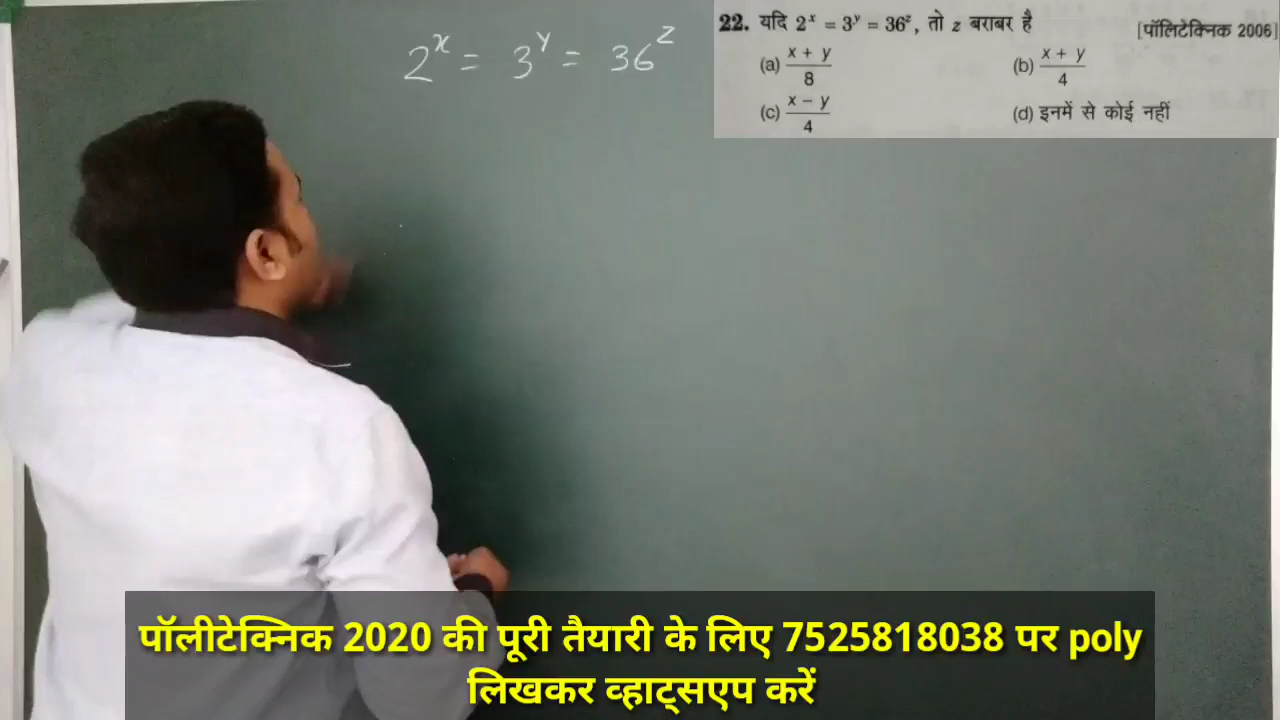 2^x = 3^y = 36^z
22. यदि 2^x = 3^y = 36^z, तो z बराबर है [पॉलिटेक्निक 2006]
(a) x + y / 8 (b) x + y / 4
(c) x − y / 4 (d) इनमें से कोई नहीं
पॉलीटेक्निक 2020 की पूरी तैयारी के लिए 7525818038 पर poly
लिखकर व्हाट्सएप करें